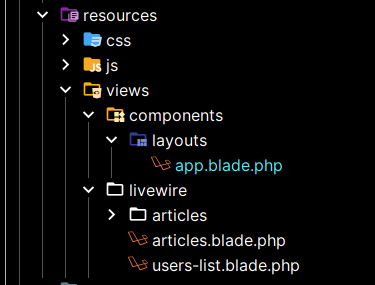 resources
css
js
views
components
layouts
app.blade.php
livewire
articles
articles.blade.php
users-list.blade.php